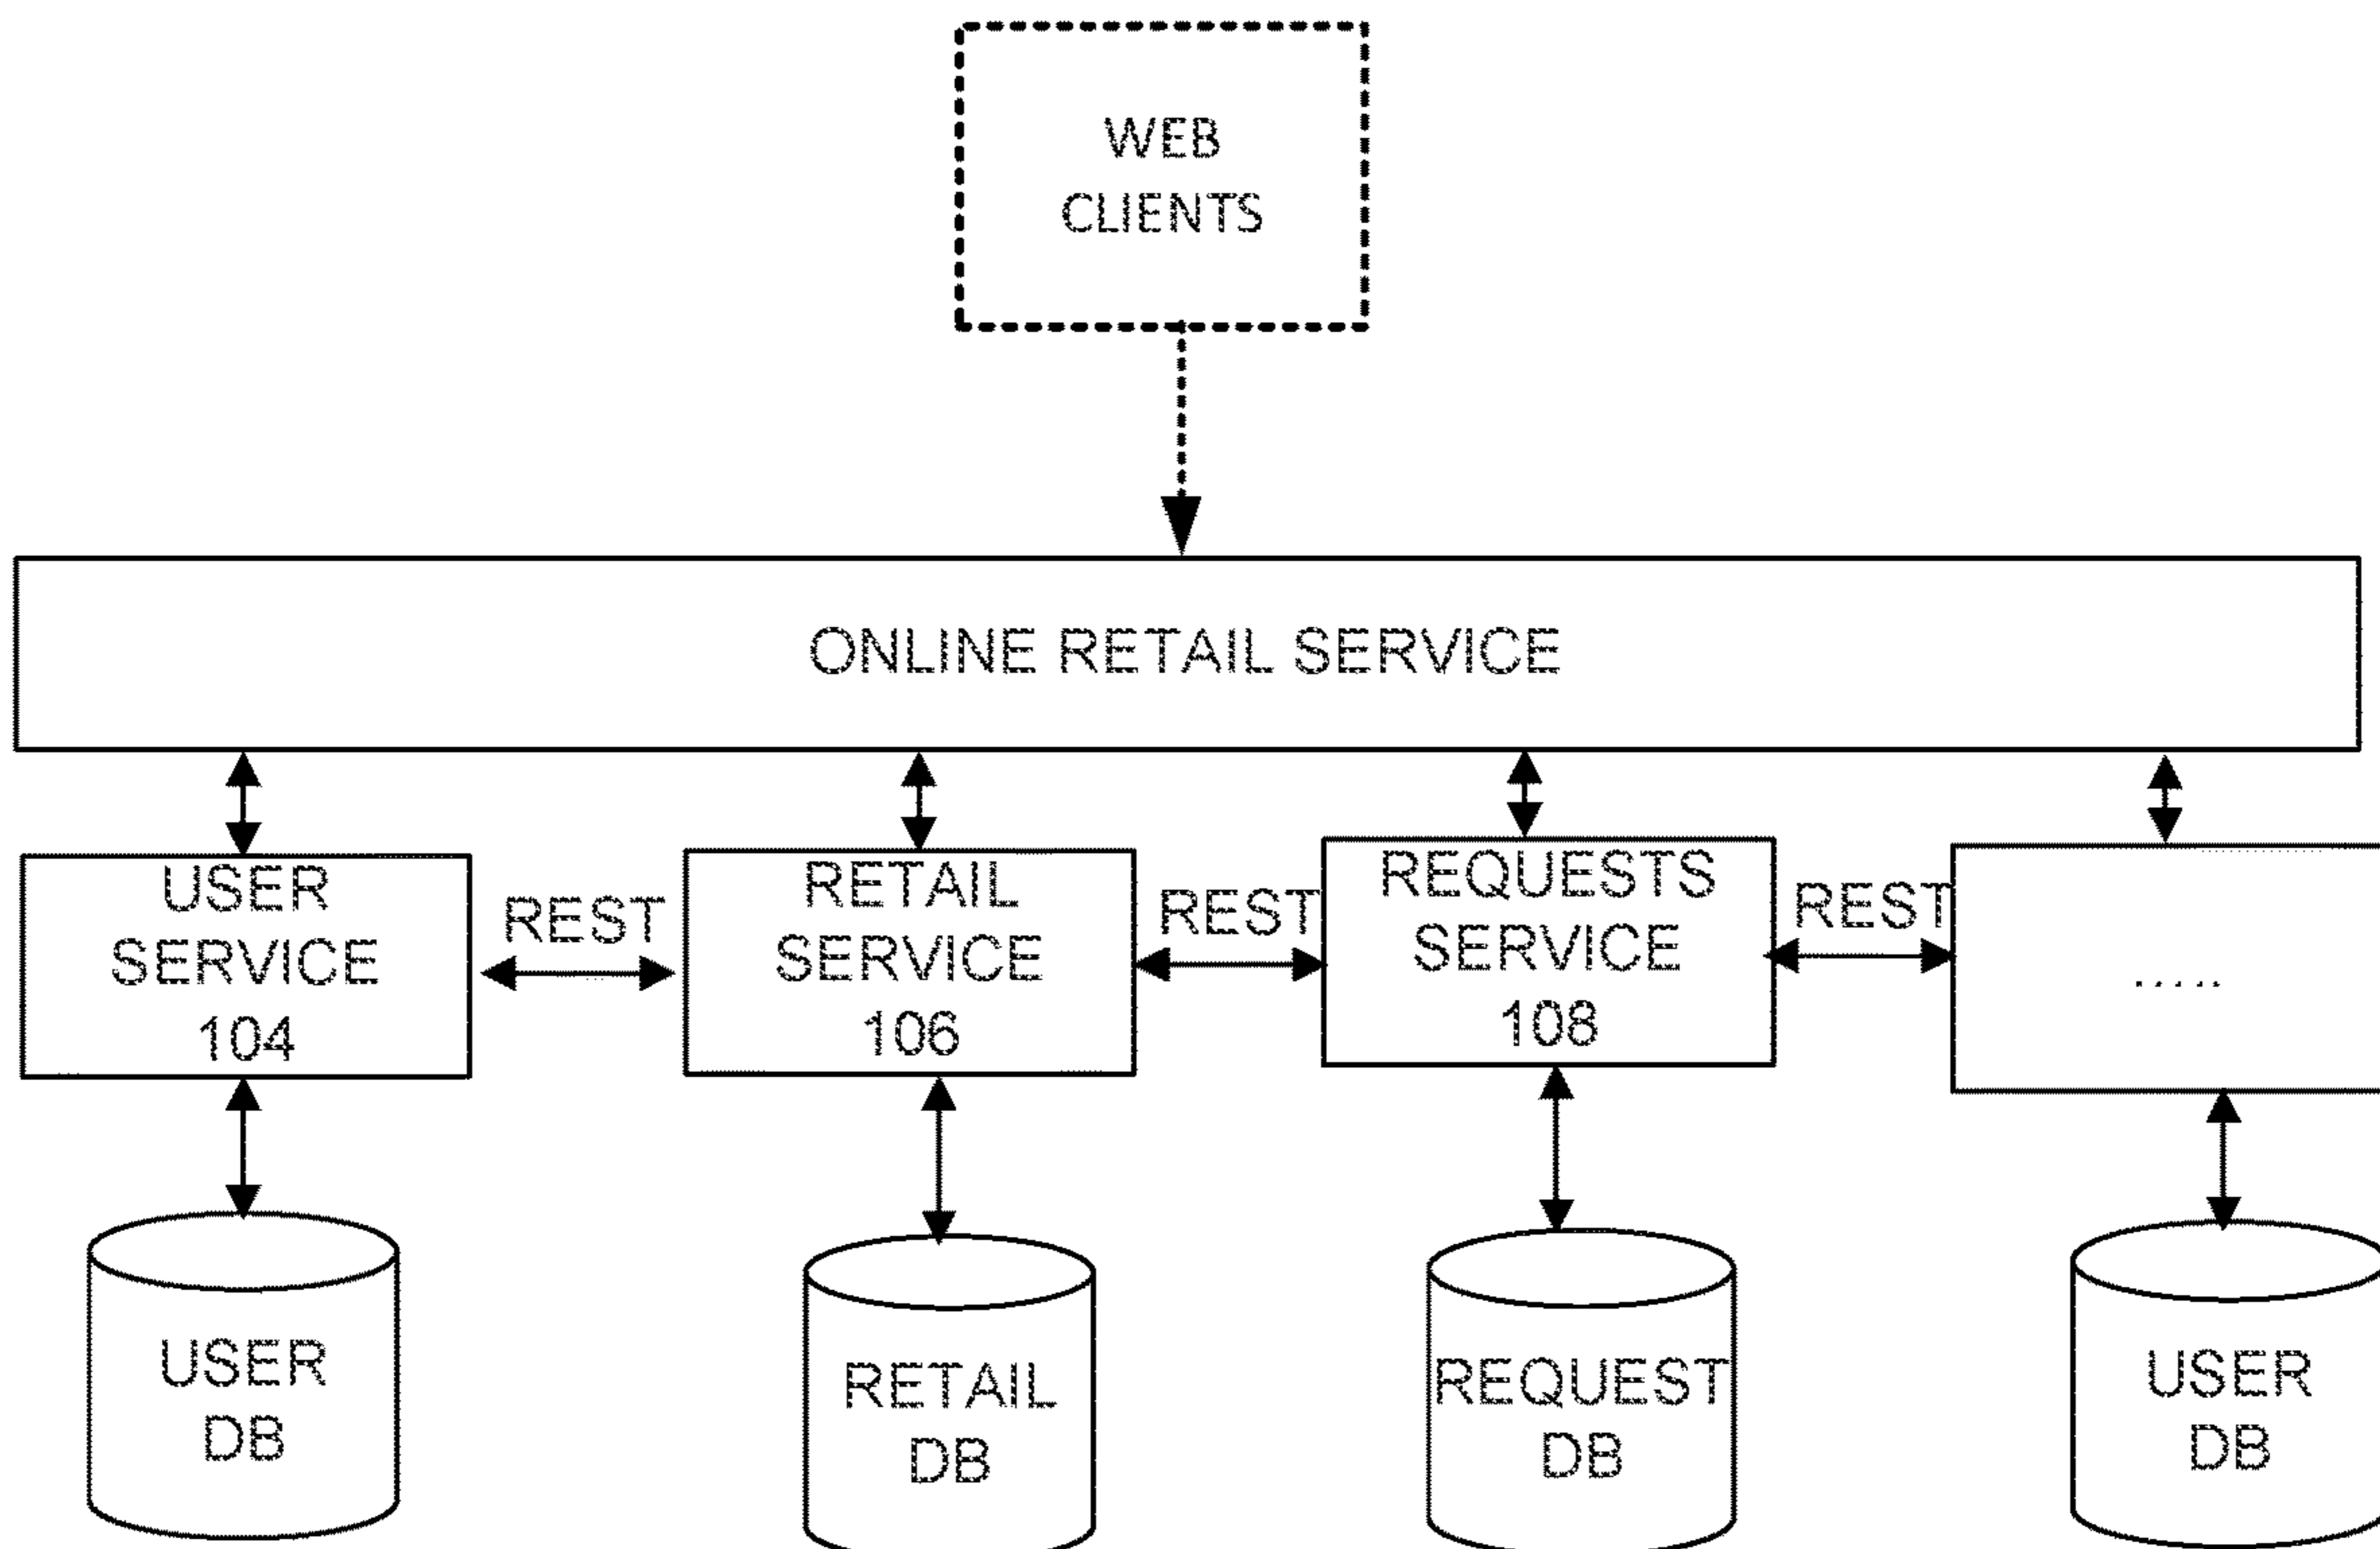 WEB
CLIENTS
ONLINE RETAIL SERVICE
USER
SERVICE
104
REST
RETAIL
SERVICE
106
REST
REQUESTS
SERVICE
108
REST
.....
USER
DB
RETAIL
DB
REQUEST
DB
USER
DB